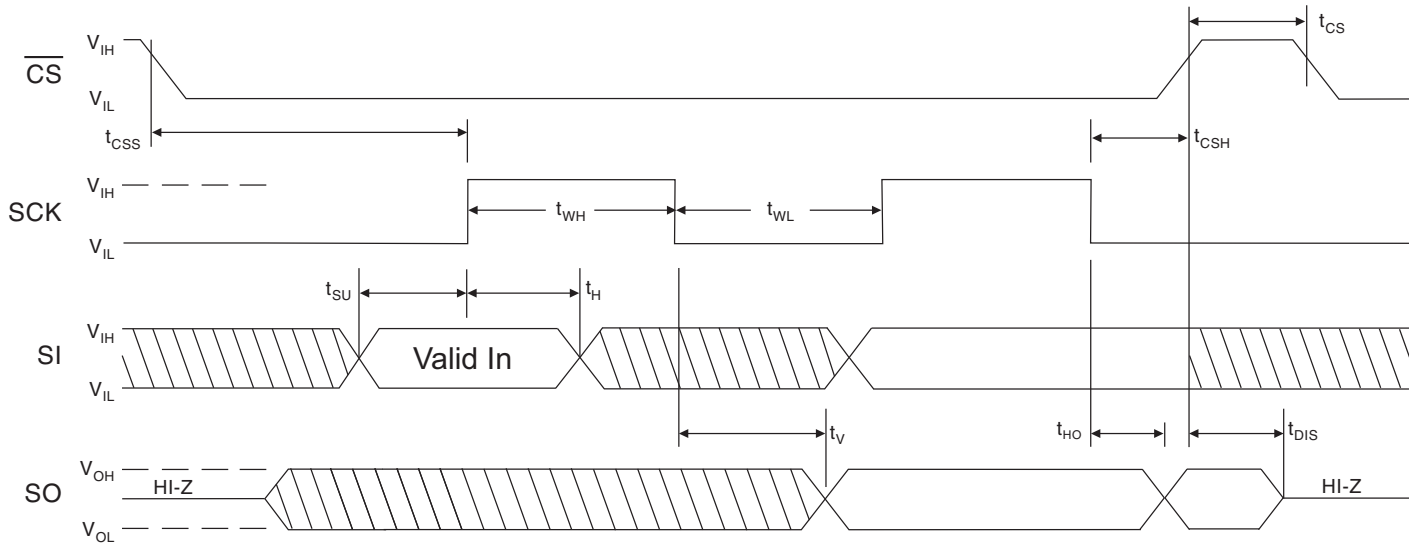 t_CS
V_IH
CS
V_IL
t_CSS
t_CSH
V_IH
SCK
t_WH
t_WL
V_IL
t_SU
t_H
V_IH
SI
Valid In
V_IL
t_V
t_HO
t_DIS
V_OH
SO
HI-Z
HI-Z
V_OL